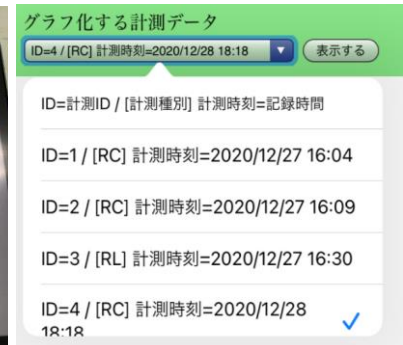 グラフ化する計測データ
ID=4 / [RC] 計測時刻=2020/12/28 18:18
表示する
ID=計測ID / [計測種別] 計測時刻=記録時間
ID=1 / [RC] 計測時刻=2020/12/27 16:04
ID=2 / [RC] 計測時刻=2020/12/27 16:09
ID=3 / [RL] 計測時刻=2020/12/27 16:30
ID=4 / [RC] 計測時刻=2020/12/28
18:18